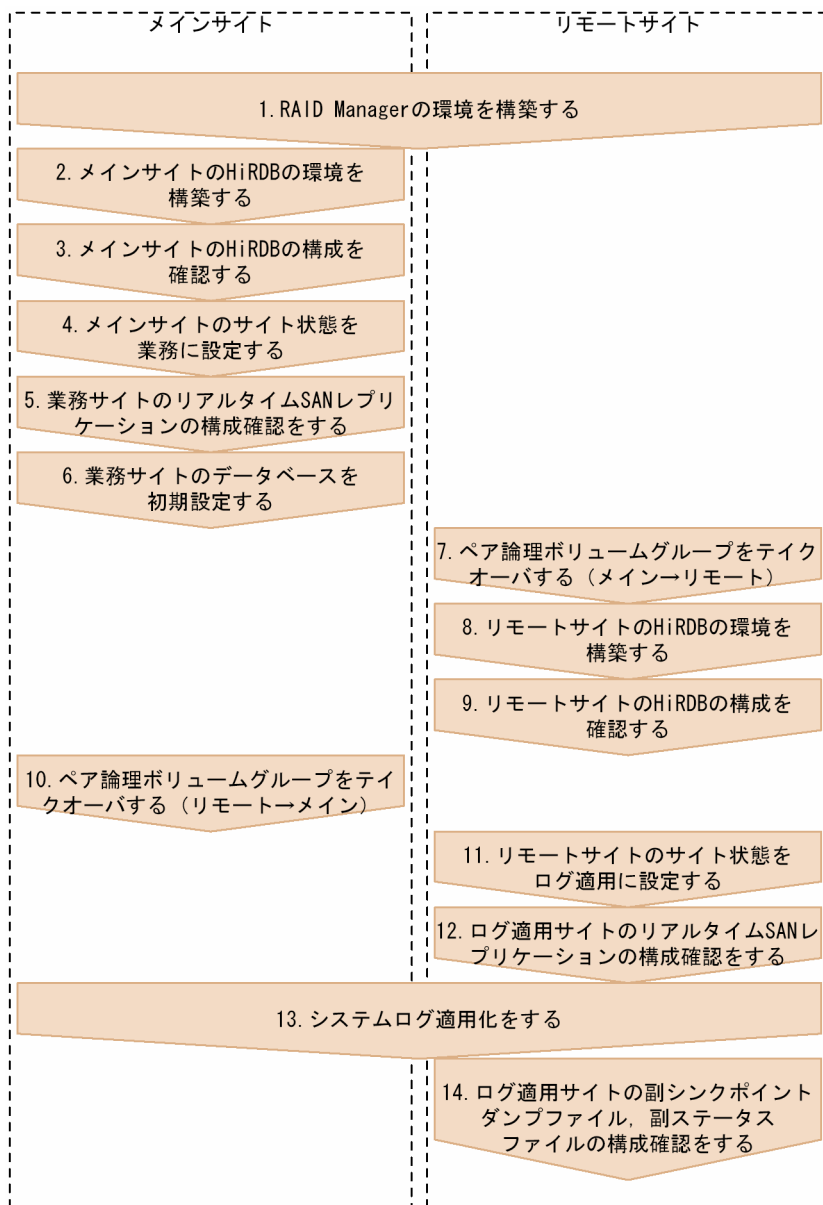 メインサイト
リモートサイト
1.RAID Managerの環境を構築する
2.メインサイトのHiRDBの環境を
構築する
3.メインサイトのHiRDBの構成を
確認する
4.メインサイトのサイト状態を
業務に設定する
5.業務サイトのリアルタイムSANレプリ
ケーションの構成確認をする
6.業務サイトのデータベースを
初期設定する
7.ペア論理ボリュームグループをテイク
オーバする（メイン→リモート）
8.リモートサイトのHiRDBの環境を
構築する
9.リモートサイトのHiRDBの構成を
確認する
10.ペア論理ボリュームグループをテイ
クオーバする（リモート→メイン）
11.リモートサイトのサイト状態を
ログ適用に設定する
12.ログ適用サイトのリアルタイムSANレ
プリケーションの構成確認をする
13.システムログ適用化をする
14.ログ適用サイトの副シンクポイント
ダンプファイル，副ステータス
ファイルの構成確認をする